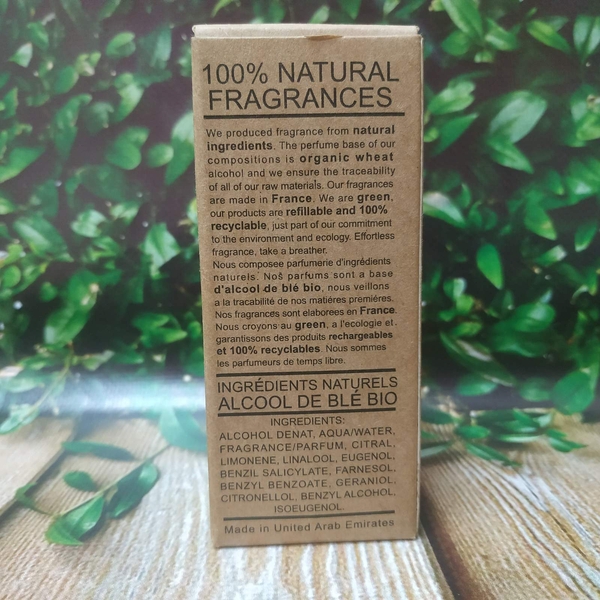 100% NATURAL
FRAGRANCES
We produced fragrance from natural
ingredients. The perfume base of our
compositions is organic wheat
alcohol and we ensure the traceability
of all of our raw materials. Our fragrances
are made in France. We are green,
our products are refillable and 100%
recyclable, just part of our commitment
to the environment and ecology. Effortless
fragrance, take a breather.
Nous composee parfumerie d'ingrédients
naturels. Nos parfums sont a base
d'alcool de blé bio, nous veillons
a la tracabilité de nos matiéres premiéres.
Nos fragrances sont elaborees en France.
Nous croyons au green, a l'ecologie et
garantissons des produits rechargeables
et 100% recyclables. Nous sommes
les parfumeurs de temps libre.
INGRÉDIENTS NATURELS
ALCOOL DE BLÉ BIO
INGREDIENTS:
ALCOHOL DENAT, AQUA/WATER,
FRAGRANCE/PARFUM, CITRAL,
LIMONENE, LINALOOL, EUGENOL,
BENZIL SALICYLATE, FARNESOL,
BENZYL BENZOATE, GERANIOL,
CITRONELLOL, BENZYL ALCOHOL,
ISOEUGENOL.
Made in United Arab Emirates